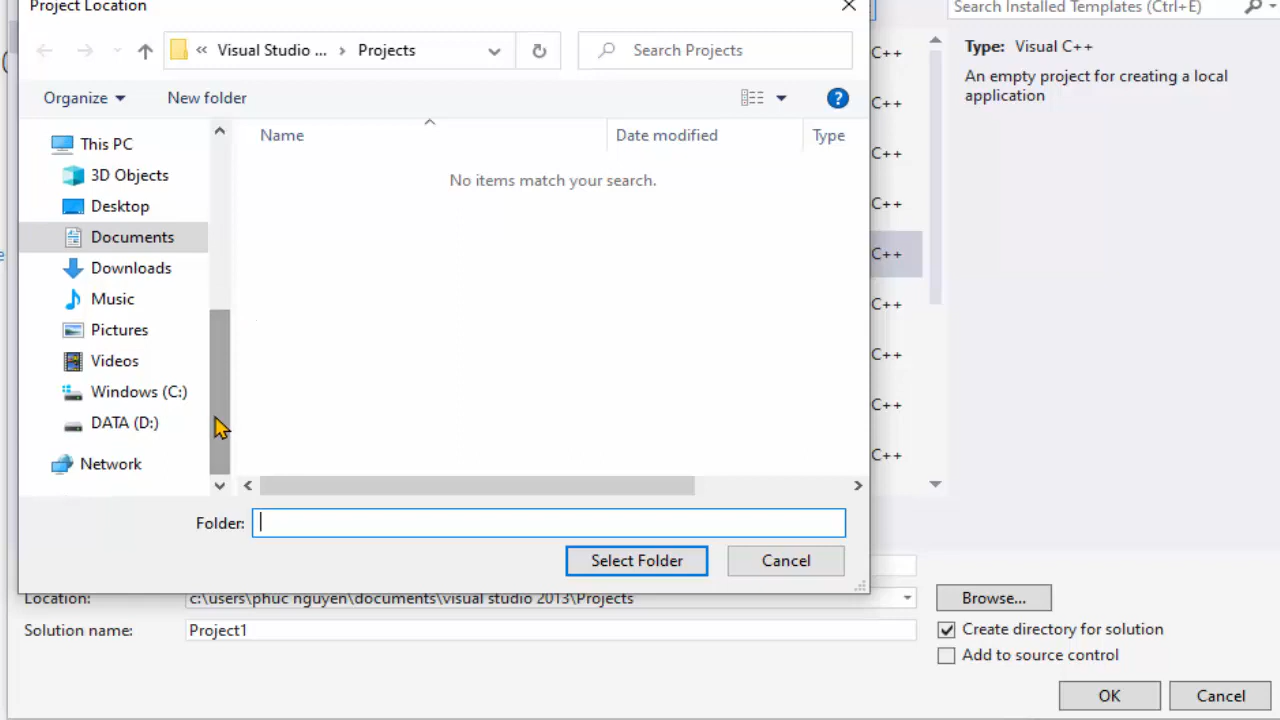 Project Location
Search Installed Templates (Ctrl+E)
« Visual Studio ... › Projects
Search Projects
Organize
New folder
?
Name
Date modified
Type
No items match your search.
This PC
3D Objects
Desktop
Documents
Downloads
Music
Pictures
Videos
Windows (C:)
DATA (D:)
Network
C++
C++
C++
C++
C++
C++
C++
C++
C++
Type: Visual C++
An empty project for creating a local
application
Folder:
Select Folder
Cancel
Location:
c:\users\phuc nguyen\documents\visual studio 2013\Projects
Browse...
Solution name:
Project1
Create directory for solution
Add to source control
OK
Cancel